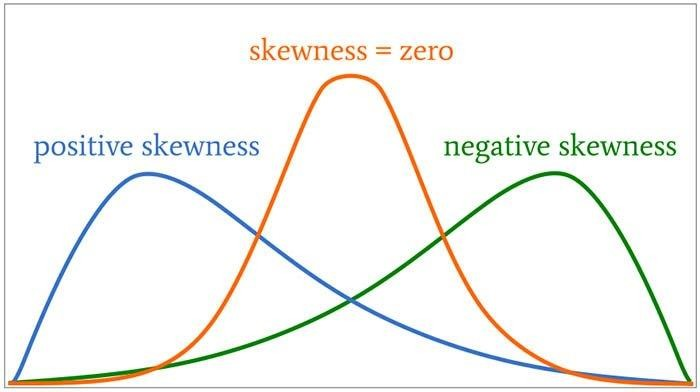 skewness = zero
positive skewness
negative skewness